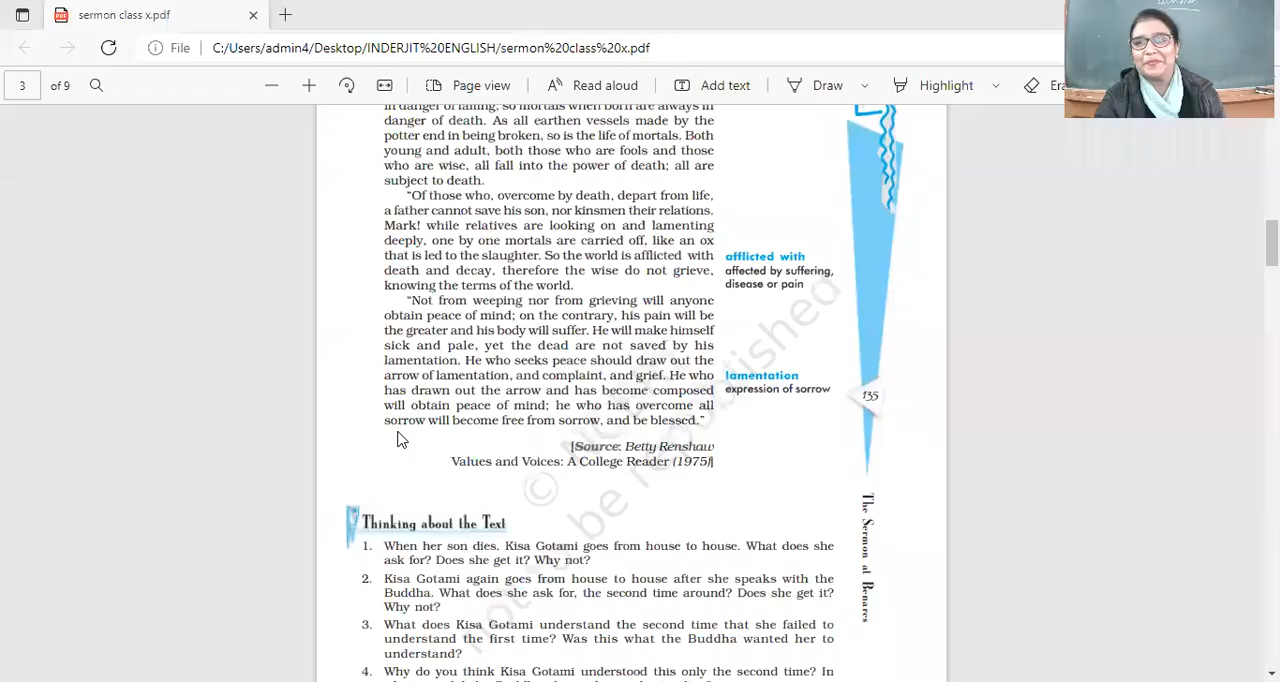 sermon class x.pdf
File
C:/Users/admin4/Desktop/INDERJIT%20ENGLISH/sermon%20class%20x.pdf
3 of 9
Page view
Read aloud
Add text
Draw
Highlight
in danger of falling, so mortals when born are always in
danger of death. As all earthen vessels made by the
potter end in being broken, so is the life of mortals. Both
young and adult, both those who are fools and those
who are wise, all fall into the power of death; all are
subject to death.
“Of those who, overcome by death, depart from life,
a father cannot save his son, nor kinsmen their relations.
Mark! while relatives are looking on and lamenting
deeply, one by one mortals are carried off, like an ox
that is led to the slaughter. So the world is afflicted with
death and decay, therefore the wise do not grieve,
knowing the terms of the world.
“Not from weeping nor from grieving will anyone
obtain peace of mind; on the contrary, his pain will be
the greater and his body will suffer. He will make himself
sick and pale, yet the dead are not saved by his
lamentation. He who seeks peace should draw out the
arrow of lamentation, and complaint, and grief. He who
has drawn out the arrow and has become composed
will obtain peace of mind; he who has overcome all
sorrow will become free from sorrow, and be blessed.”
[Source: Betty Renshaw
Values and Voices: A College Reader (1975)]
afflicted with
affected by suffering,
disease or pain
lamentation
expression of sorrow
135
The Sermon at Benares
Thinking about the Text
1. When her son dies, Kisa Gotami goes from house to house. What does she
ask for? Does she get it? Why not?
2. Kisa Gotami again goes from house to house after she speaks with the
Buddha. What does she ask for, the second time around? Does she get it?
Why not?
3. What does Kisa Gotami understand the second time that she failed to
understand the first time? Was this what the Buddha wanted her to
understand?
4. Why do you think Kisa Gotami understood this only the second time? In
not to be republished